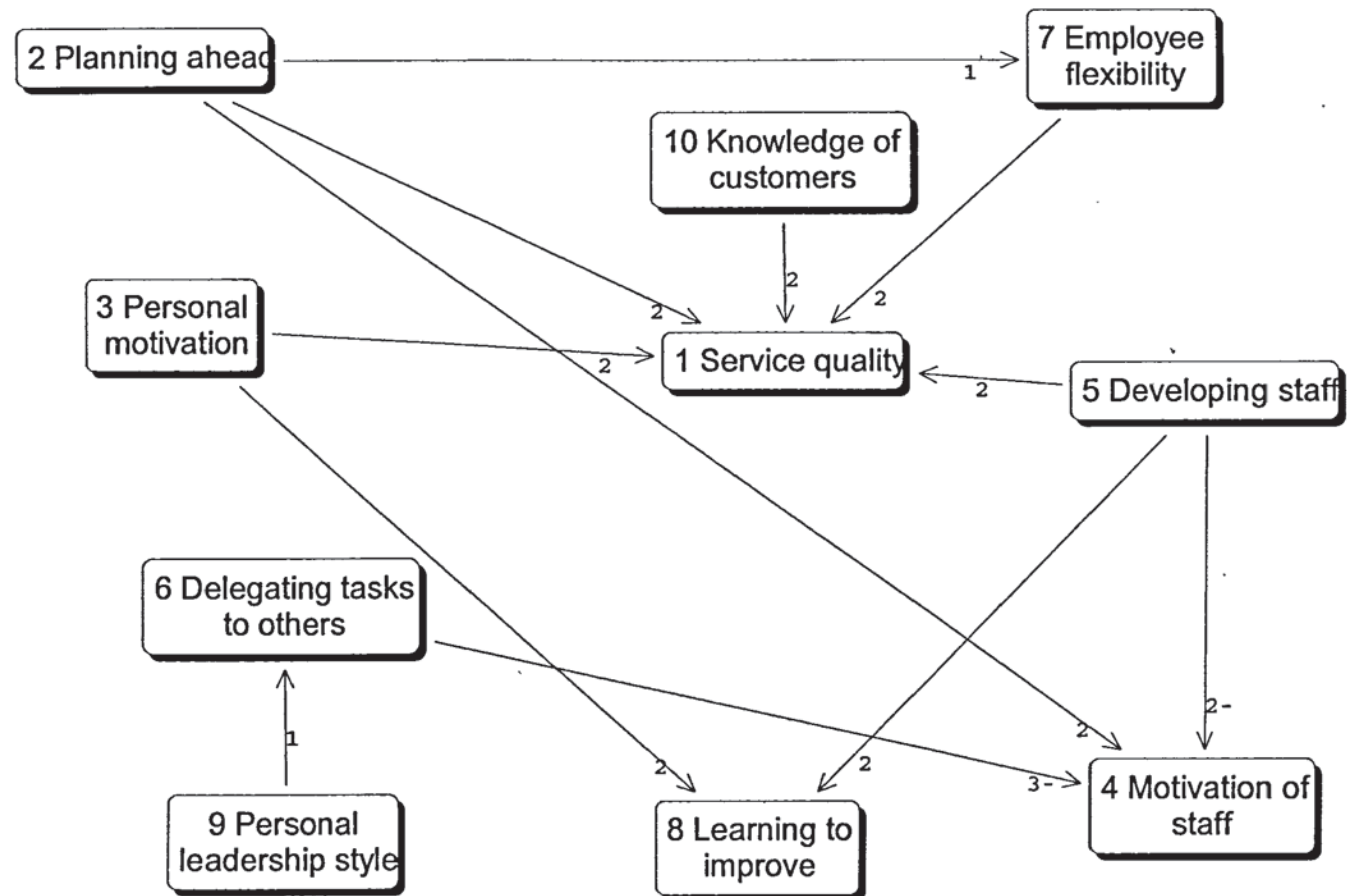 2 Planning ahead
7 Employee
flexibility
1
10 Knowledge of
customers
3 Personal
motivation
2
2
2
1 Service quality
2
2
5 Developing staff
6 Delegating tasks
to others
1
2-
2
2
2
3-
4 Motivation of
staff
9 Personal
leadership style
8 Learning to
improve